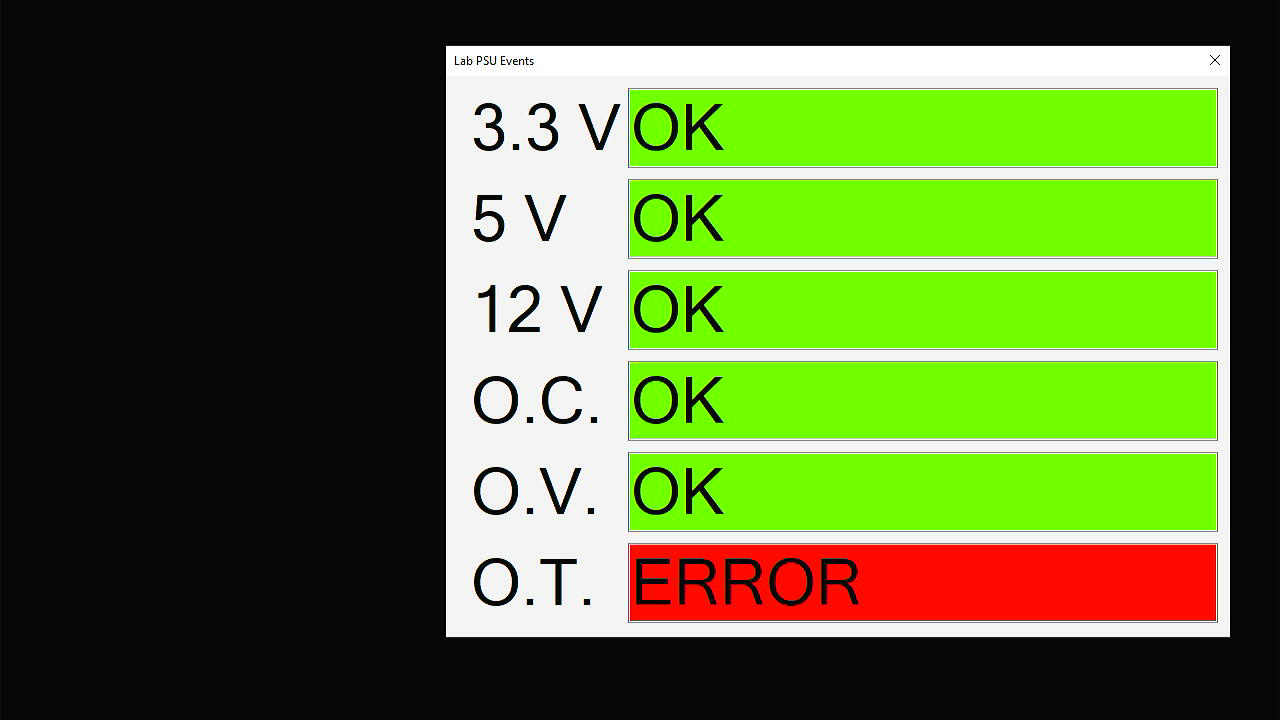 Lab PSU Events
3.3 V OK
5 V OK
12 V OK
O.C. OK
O.V. OK
O.T. ERROR